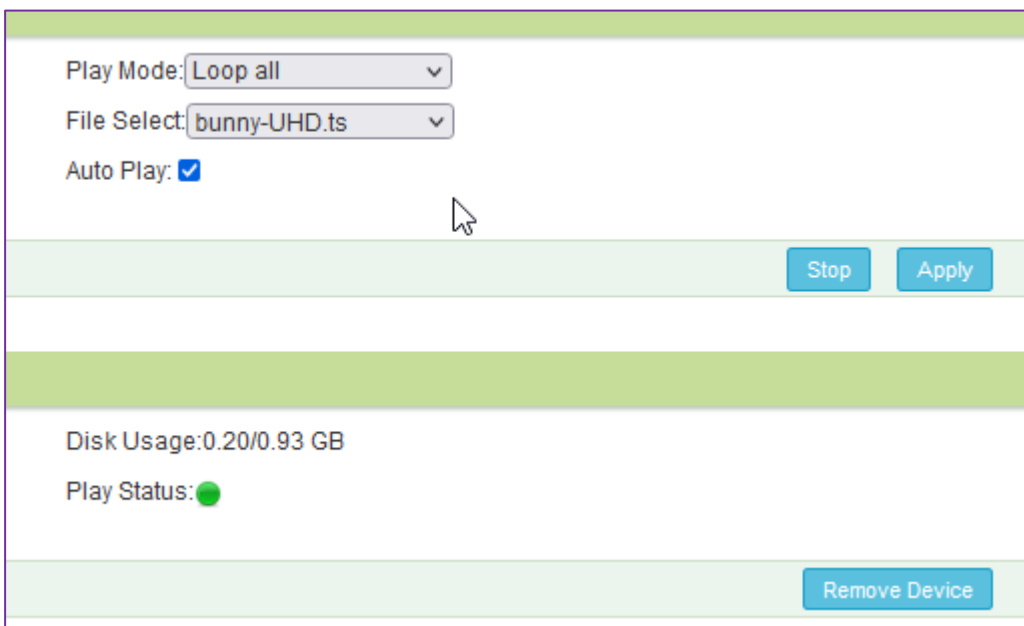 Play Mode: Loop all
File Select: bunny-UHD.ts
Auto Play:
Stop Apply
Disk Usage:0.20/0.93 GB
Play Status:
Remove Device